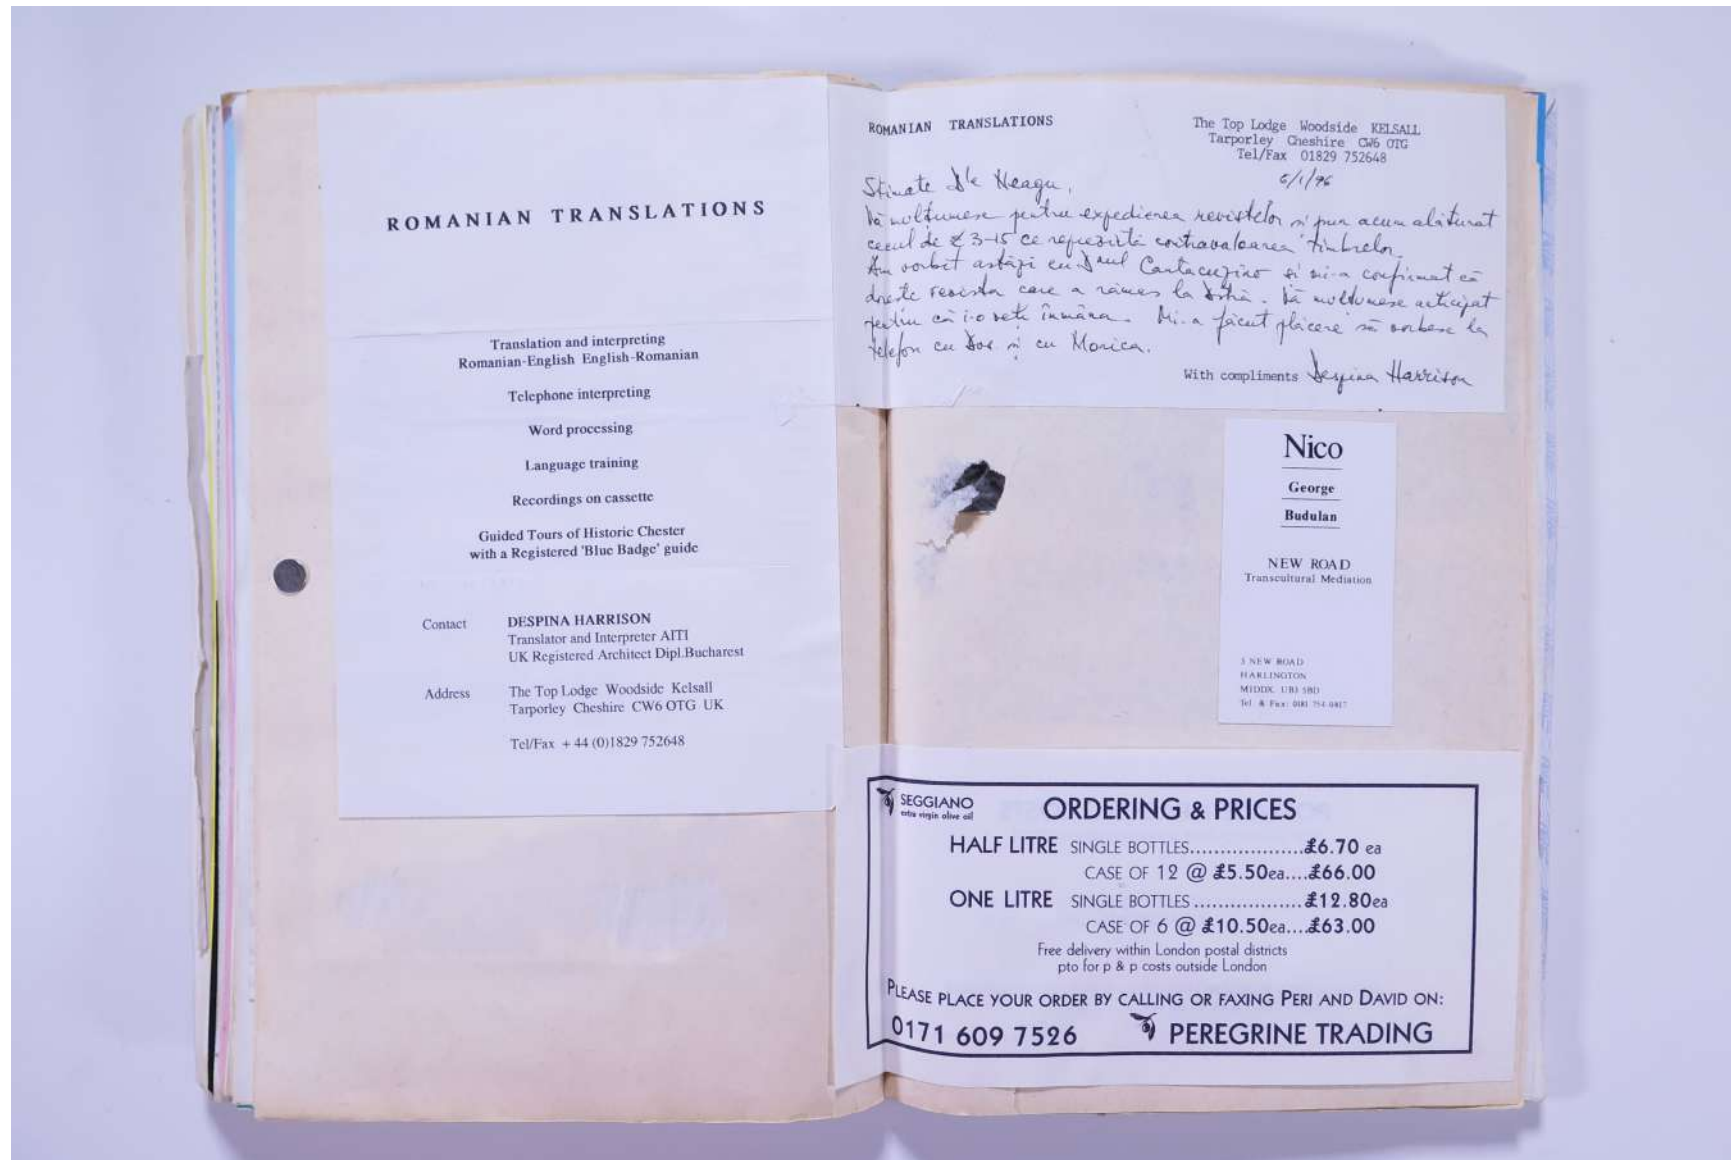 ROMANIAN TRANSLATIONS
Translation and interpreting
Romanian-English English-Romanian
Telephone interpreting
Word processing
Language training
Recordings on cassette
Guided Tours of Historic Chester
with a Registered 'Blue Badge' guide
Contact DESPINA HARRISON
Translator and Interpreter AITI
UK Registered Architect Dipl.Bucharest
Address The Top Lodge Woodside Kelsall
Tarporley Cheshire CW6 OTG UK
Tel/Fax + 44 (0)1829 752648
ROMANIAN TRANSLATIONS
The Top Lodge Woodside KELSALL
Tarporley Cheshire CW6 OTG
Tel/Fax 01829 752648
6/1/96
Stimate Dle Neagu,
Vă mulțumesc pentru expedierea revistelor și pun acum alăturat
cecul de £3-15 ce reprezintă contravaloarea timbrelor.
Am vorbit astăzi cu Dnul Cantacuzino și mi-a confirmat că
dorește revista care a rămas la Dstră. Vă mulțumesc anticipat
pentru că i-o veți înmâna. Mi-a făcut plăcere să vorbesc la
telefon cu Dvs și cu Monica.
With compliments Despina Harrison
Nico
George
Budulan
NEW ROAD
Transcultural Mediation
3 NEW ROAD
HARLINGTON
MIDDX UB3 5BD
Tel & Fax: 0181 754-0817
SEGGIANO
extra virgin olive oil
ORDERING & PRICES
HALF LITRE SINGLE BOTTLES...................£6.70 ea
CASE OF 12 @ £5.50ea....£66.00
ONE LITRE SINGLE BOTTLES..................£12.80ea
CASE OF 6 @ £10.50ea....£63.00
Free delivery within London postal districts
pto for p & p costs outside London
PLEASE PLACE YOUR ORDER BY CALLING OR FAXING PERI AND DAVID ON:
0171 609 7526 PEREGRINE TRADING